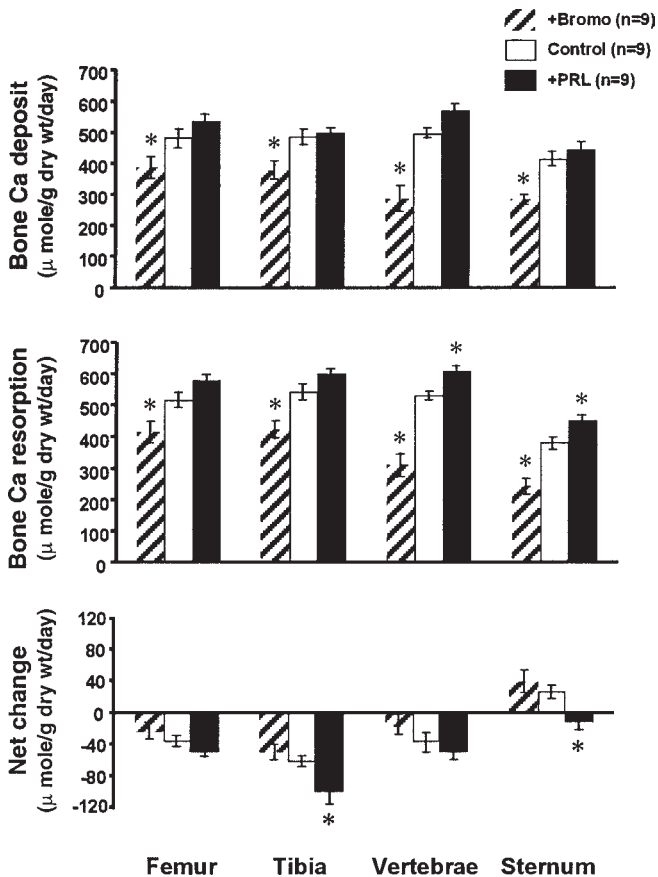 +Bromo (n=9)
Control (n=9)
+PRL (n=9)
Bone Ca deposit
(μ mole/g dry wt/day)
700
600
500
400
300
200
100
0
* * * *
Bone Ca resorption
(μ mole/g dry wt/day)
700
600
500
400
300
200
100
0
* * * * * *
Net change
(μ mole/g dry wt/day)
120
80
40
0
-40
-80
-120
* *
Femur Tibia Vertebrae Sternum